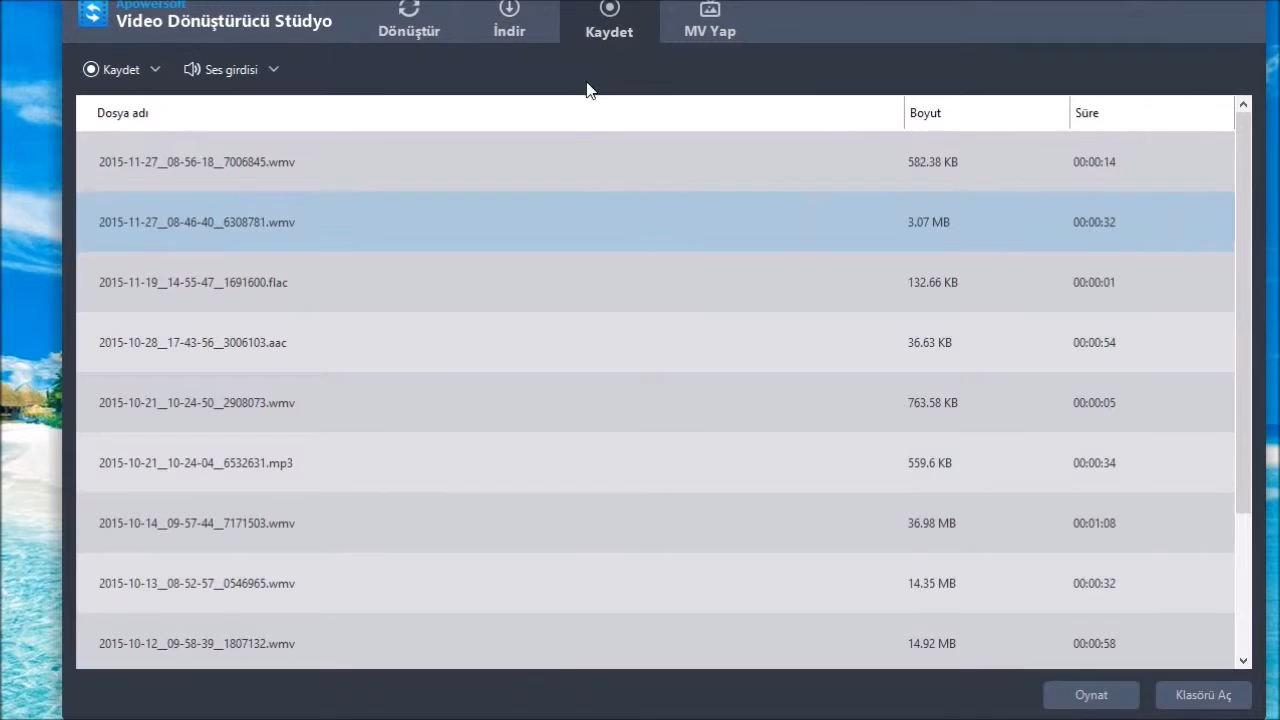 Apowersoft
Video Dönüştürücü Stüdyo
Dönüştür İndir Kaydet MV Yap
Kaydet Ses girdisi
Dosya adı Boyut Süre
2015-11-27__08-56-18__7006845.wmv 582.38 KB 00:00:14
2015-11-27__08-46-40__6308781.wmv 3.07 MB 00:00:32
2015-11-19__14-55-47__1691600.flac 132.66 KB 00:00:01
2015-10-28__17-43-56__3006103.aac 36.63 KB 00:00:54
2015-10-21__10-24-50__2908073.wmv 763.58 KB 00:00:05
2015-10-21__10-24-04__6532631.mp3 559.6 KB 00:00:34
2015-10-14__09-57-44__7171503.wmv 36.98 MB 00:01:08
2015-10-13__08-52-57__0546965.wmv 14.35 MB 00:00:32
2015-10-12__09-58-39__1807132.wmv 14.92 MB 00:00:58
Oynat Klasörü Aç